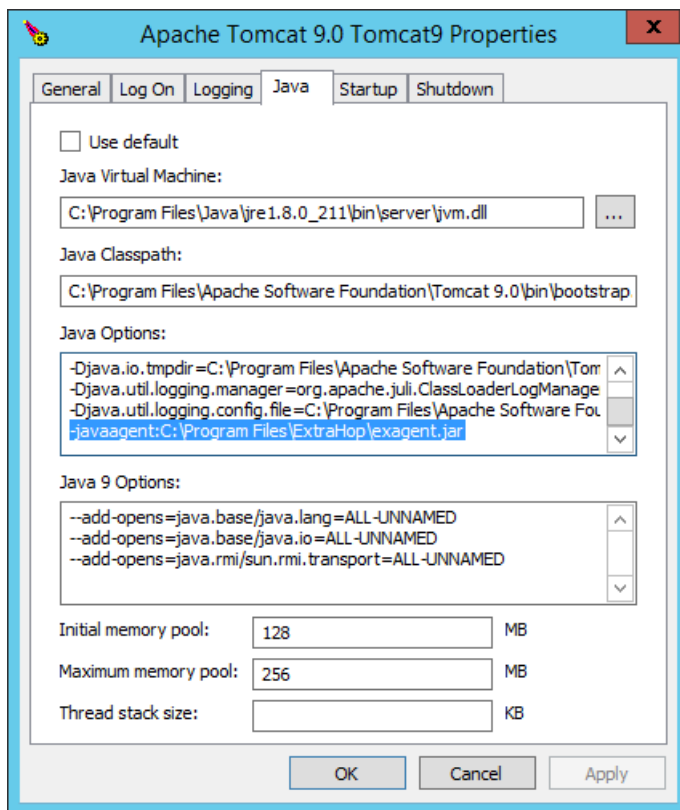 Apache Tomcat 9.0 Tomcat9 Properties
x
General Log On Logging Java Startup Shutdown
Use default
Java Virtual Machine:
C:\Program Files\Java\jre1.8.0_211\bin\server\jvm.dll
...
Java Classpath:
C:\Program Files\Apache Software Foundation\Tomcat 9.0\bin\bootstrap
Java Options:
-Djava.io.tmpdir=C:\Program Files\Apache Software Foundation\Tom
-Djava.util.logging.manager=org.apache.juli.ClassLoaderLogManage
-Djava.util.logging.config.file=C:\Program Files\Apache Software Fou
-javaagent:C:\Program Files\ExtraHop\exagent.jar
Java 9 Options:
--add-opens=java.base/java.lang=ALL-UNNAMED
--add-opens=java.base/java.io=ALL-UNNAMED
--add-opens=java.rmi/sun.rmi.transport=ALL-UNNAMED
Initial memory pool: 128 MB
Maximum memory pool: 256 MB
Thread stack size: KB
OK Cancel Apply